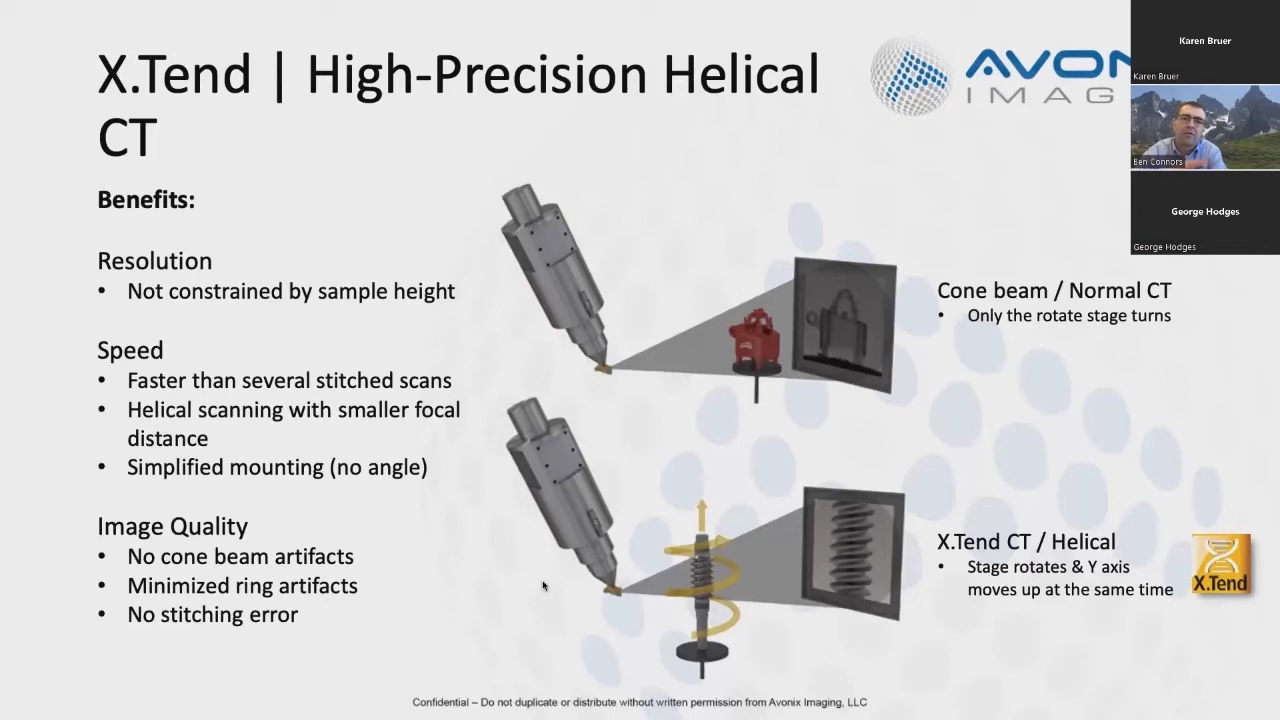 X.Tend | High-Precision Helical
CT
AVON
IMAG
Karen Bruer
Karen Bruer
Ben Connors
George Hodges
George Hodges
Benefits:
Resolution
• Not constrained by sample height
Speed
• Faster than several stitched scans
• Helical scanning with smaller focal
distance
• Simplified mounting (no angle)
Image Quality
• No cone beam artifacts
• Minimized ring artifacts
• No stitching error
Cone beam / Normal CT
• Only the rotate stage turns
X.Tend CT / Helical
• Stage rotates & Y axis
moves up at the same time
X.Tend
Confidential – Do not duplicate or distribute without written permission from Avonix Imaging, LLC